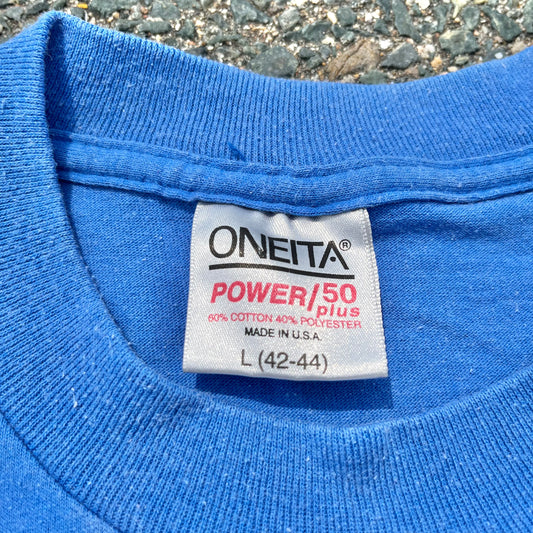 ONEITA®
POWER/50 plus
60% COTTON 40% POLYESTER
MADE IN U.S.A.
L (42-44)